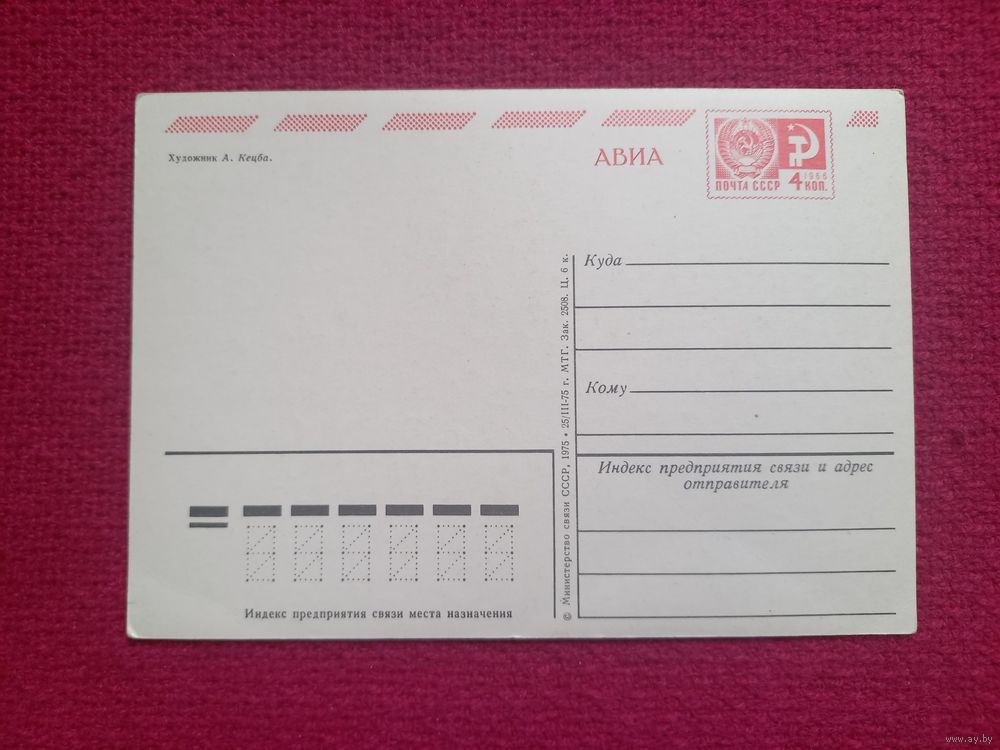 Художник А. Кецба.
АВИА
1966
ПОЧТА СССР 4 КОП.
Куда
Кому
Индекс предприятия связи и адрес
отправителя
© Министерство связи СССР, 1975 • 25/III-75 г. МТГ. Зак. 2508. Ц. 6 к.
Индекс предприятия связи места назначения
www.ay.by